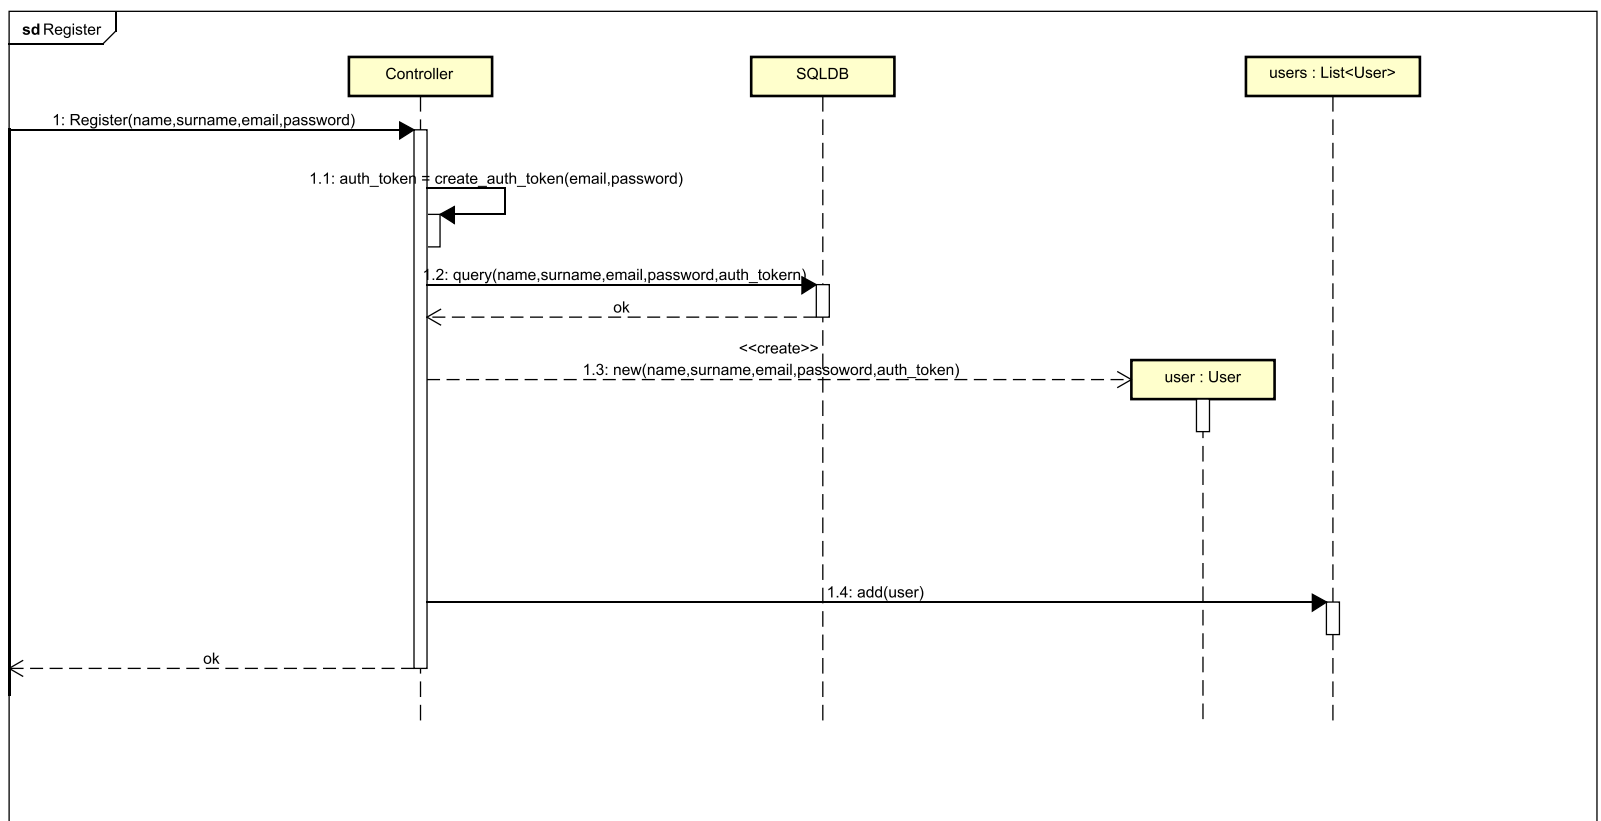 sd Register
Controller
SQLDB
users : List<User>
1: Register(name,surname,email,password)
1.1: auth_token = create_auth_token(email,password)
1.2: query(name,surname,email,password,auth_tokern)
ok
<<create>>
1.3: new(name,surname,email,passoword,auth_token)
user : User
1.4: add(user)
ok